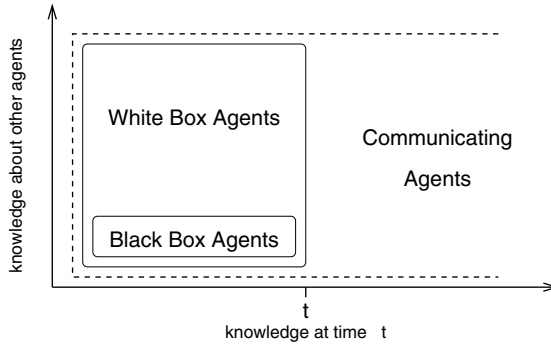 knowledge about other agents
White Box Agents
Communicating
Agents
Black Box Agents
t
knowledge at time t